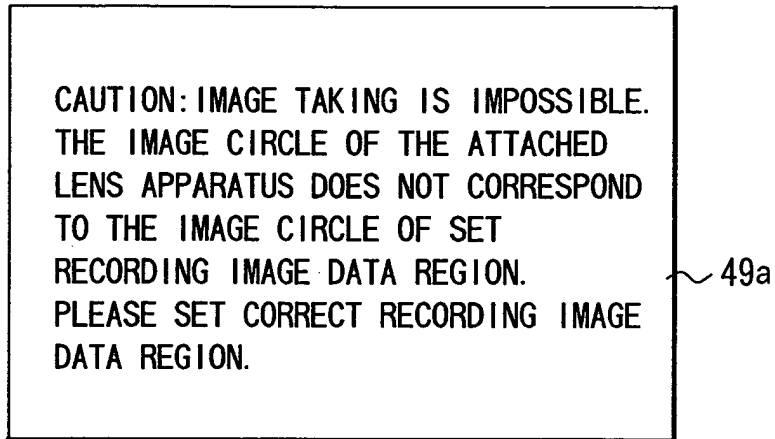 CAUTION:IMAGE TAKING IS IMPOSSIBLE.
THE IMAGE CIRCLE OF THE ATTACHED
LENS APPARATUS DOES NOT CORRESPOND
TO THE IMAGE CIRCLE OF SET
RECORDING IMAGE DATA REGION.
PLEASE SET CORRECT RECORDING IMAGE
DATA REGION.
49a